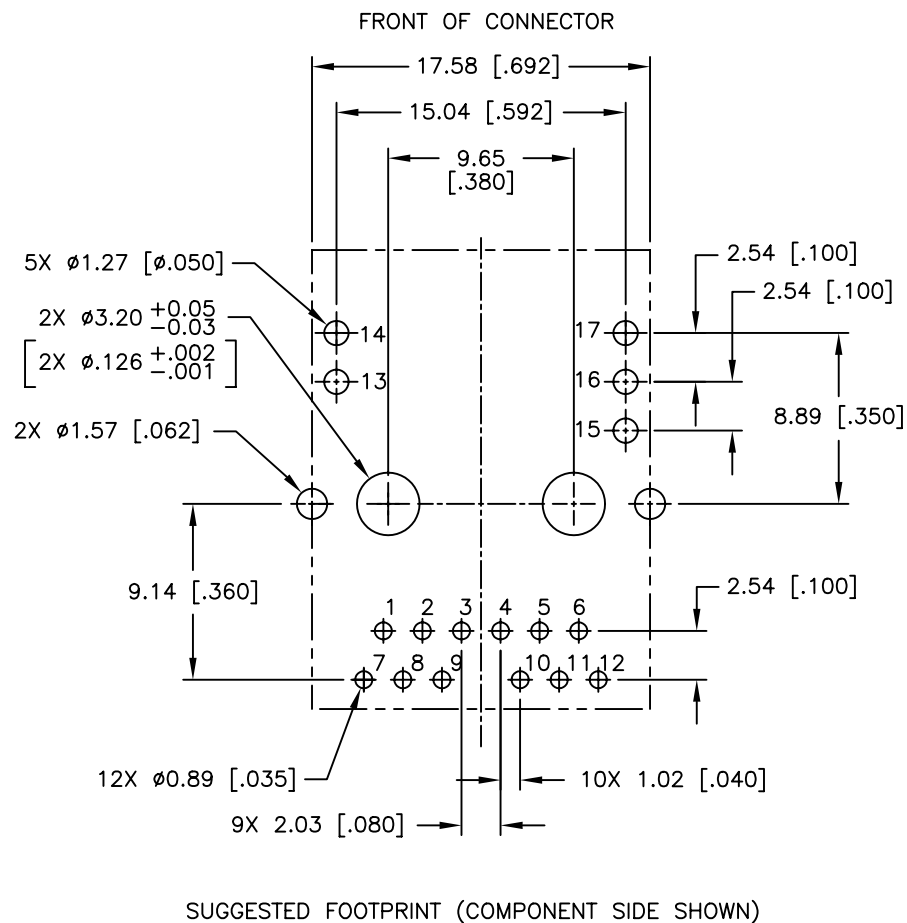 FRONT OF CONNECTOR
17.58 [.692]
15.04 [.592]
9.65
[.380]
5X ⌀1.27 [⌀.050]
2.54 [.100]
2.54 [.100]
2X ⌀3.20 +0.05
-0.03
[2X ⌀.126 +.002
-.001]
14
17
13
16
15
8.89 [.350]
2X ⌀1.57 [.062]
9.14 [.360]
2.54 [.100]
1 2 3 4 5 6
7 8 9 10 11 12
12X ⌀0.89 [.035]
10X 1.02 [.040]
9X 2.03 [.080]
SUGGESTED FOOTPRINT (COMPONENT SIDE SHOWN)